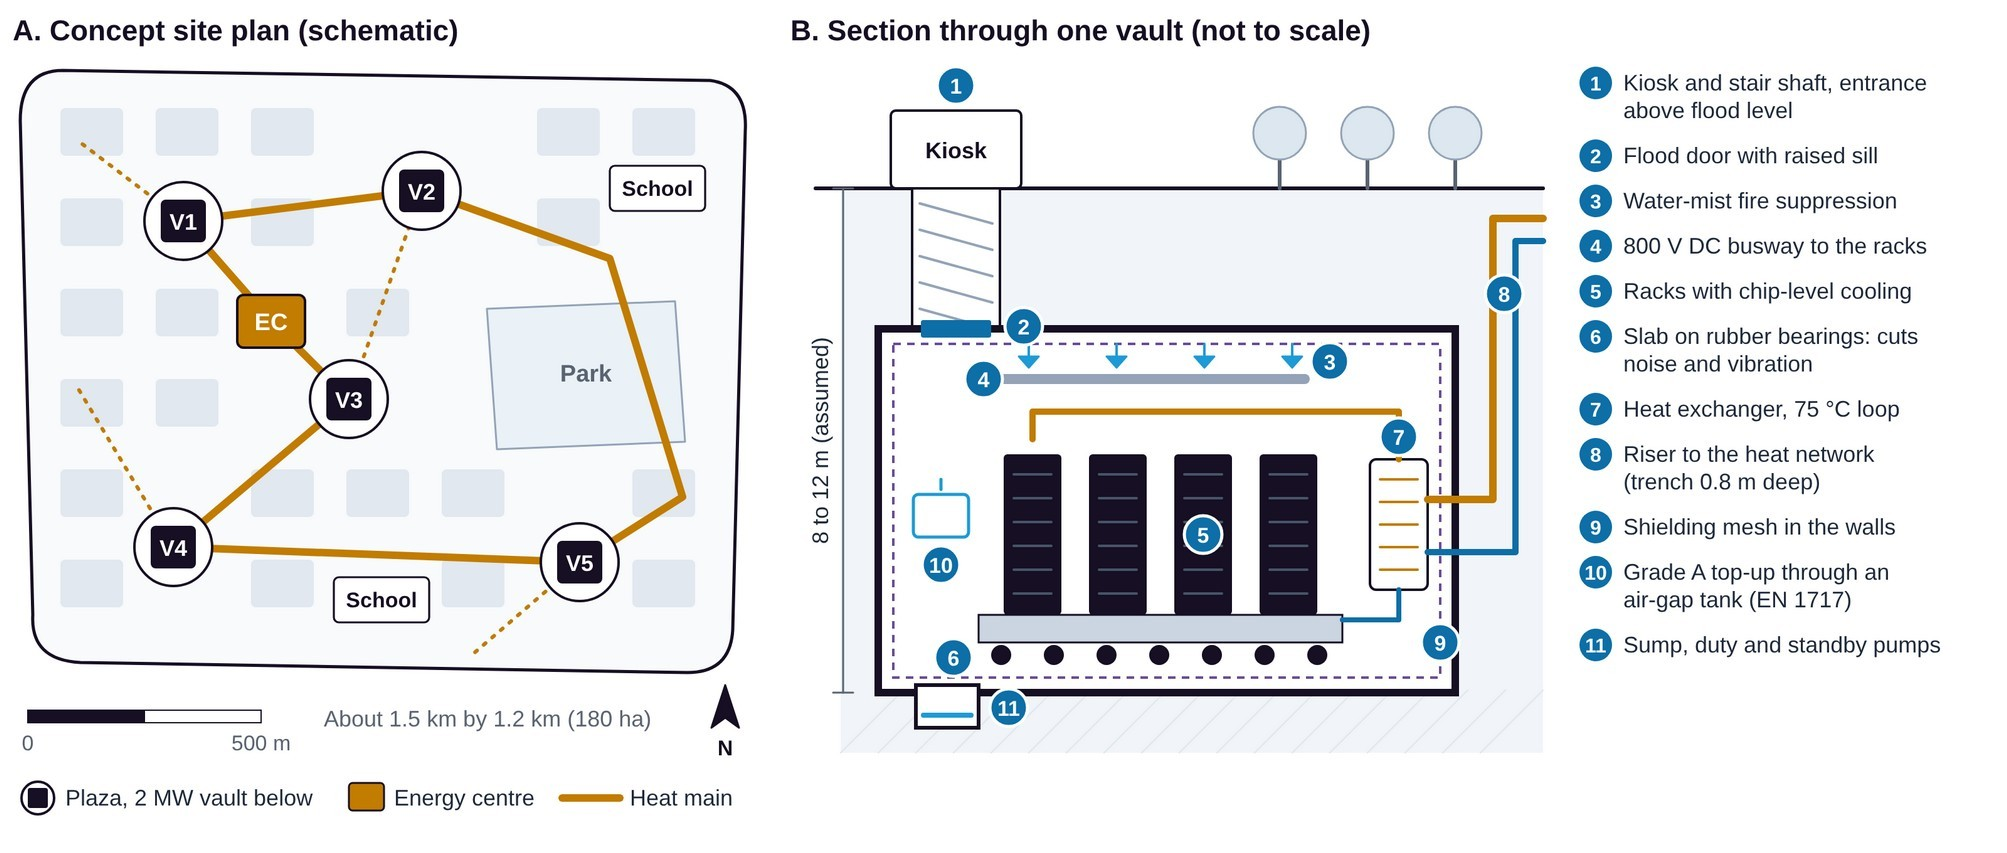 A. Concept site plan (schematic)
V1
V2
School
EC
V3
Park
V4
V5
School
0
500 m
About 1.5 km by 1.2 km (180 ha)
N
Plaza, 2 MW vault below
Energy centre
Heat main
B. Section through one vault (not to scale)
1
Kiosk
8 to 12 m (assumed)
2
3
4
5
6
7
8
9
10
11
1 Kiosk and stair shaft, entrance
above flood level
2 Flood door with raised sill
3 Water-mist fire suppression
4 800 V DC busway to the racks
5 Racks with chip-level cooling
6 Slab on rubber bearings: cuts
noise and vibration
7 Heat exchanger, 75 °C loop
8 Riser to the heat network
(trench 0.8 m deep)
9 Shielding mesh in the walls
10 Grade A top-up through an
air-gap tank (EN 1717)
11 Sump, duty and standby pumps